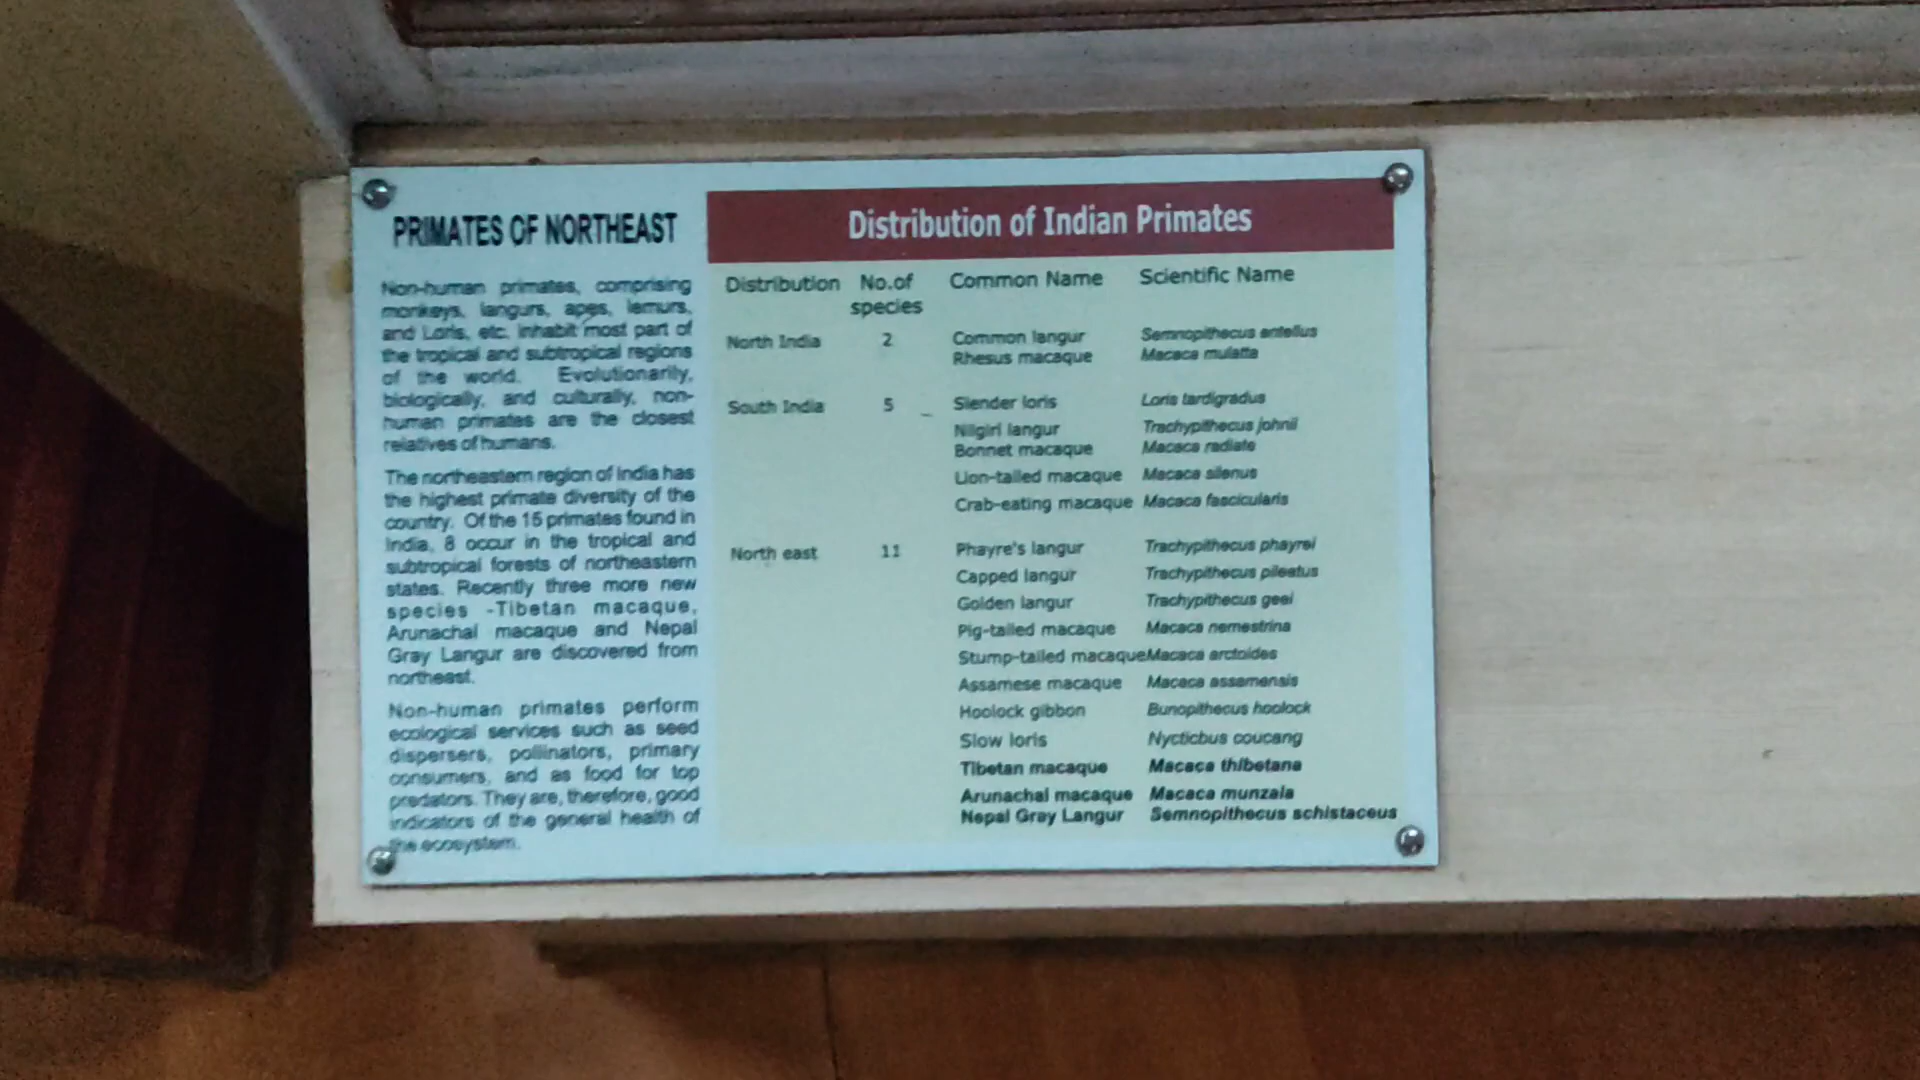 PRIMATES OF NORTHEAST
Non-human primates, comprising
monkeys, langurs, apes, lemurs,
and Loris, etc. inhabit most part of
the tropical and subtropical regions
of the world. Evolutionarily,
biologically, and culturally, non-
human primates are the closest
relatives of humans.
The northeastern region of India has
the highest primate diversity of the
country. Of the 15 primates found in
India, 8 occur in the tropical and
subtropical forests of northeastern
states. Recently three more new
species -Tibetan macaque,
Arunachal macaque and Nepal
Gray Langur are discovered from
northeast.
Non-human primates perform
ecological services such as seed
dispersers, pollinators, primary
consumers, and as food for top
predators. They are, therefore, good
indicators of the general health of
the ecosystem.
Distribution of Indian Primates
Distribution No.of species Common Name Scientific Name
North India 2 Common langur Semnopithecus entellus
Rhesus macaque Macaca mulatta
South India 5 Slender loris Loris tardigradus
Nilgiri langur Trachypithecus johnii
Bonnet macaque Macaca radiate
Lion-tailed macaque Macaca silenus
Crab-eating macaque Macaca fascicularis
North east 11 Phayre's langur Trachypithecus phayrei
Capped langur Trachypithecus pileatus
Golden langur Trachypithecus geei
Pig-tailed macaque Macaca nemestrina
Stump-tailed macaque Macaca arctoides
Assamese macaque Macaca assamensis
Hoolock gibbon Bunopithecus hoolock
Slow loris Nycticbus coucang
Tibetan macaque Macaca thibetana
Arunachal macaque Macaca munzala
Nepal Gray Langur Semnopithecus schistaceus